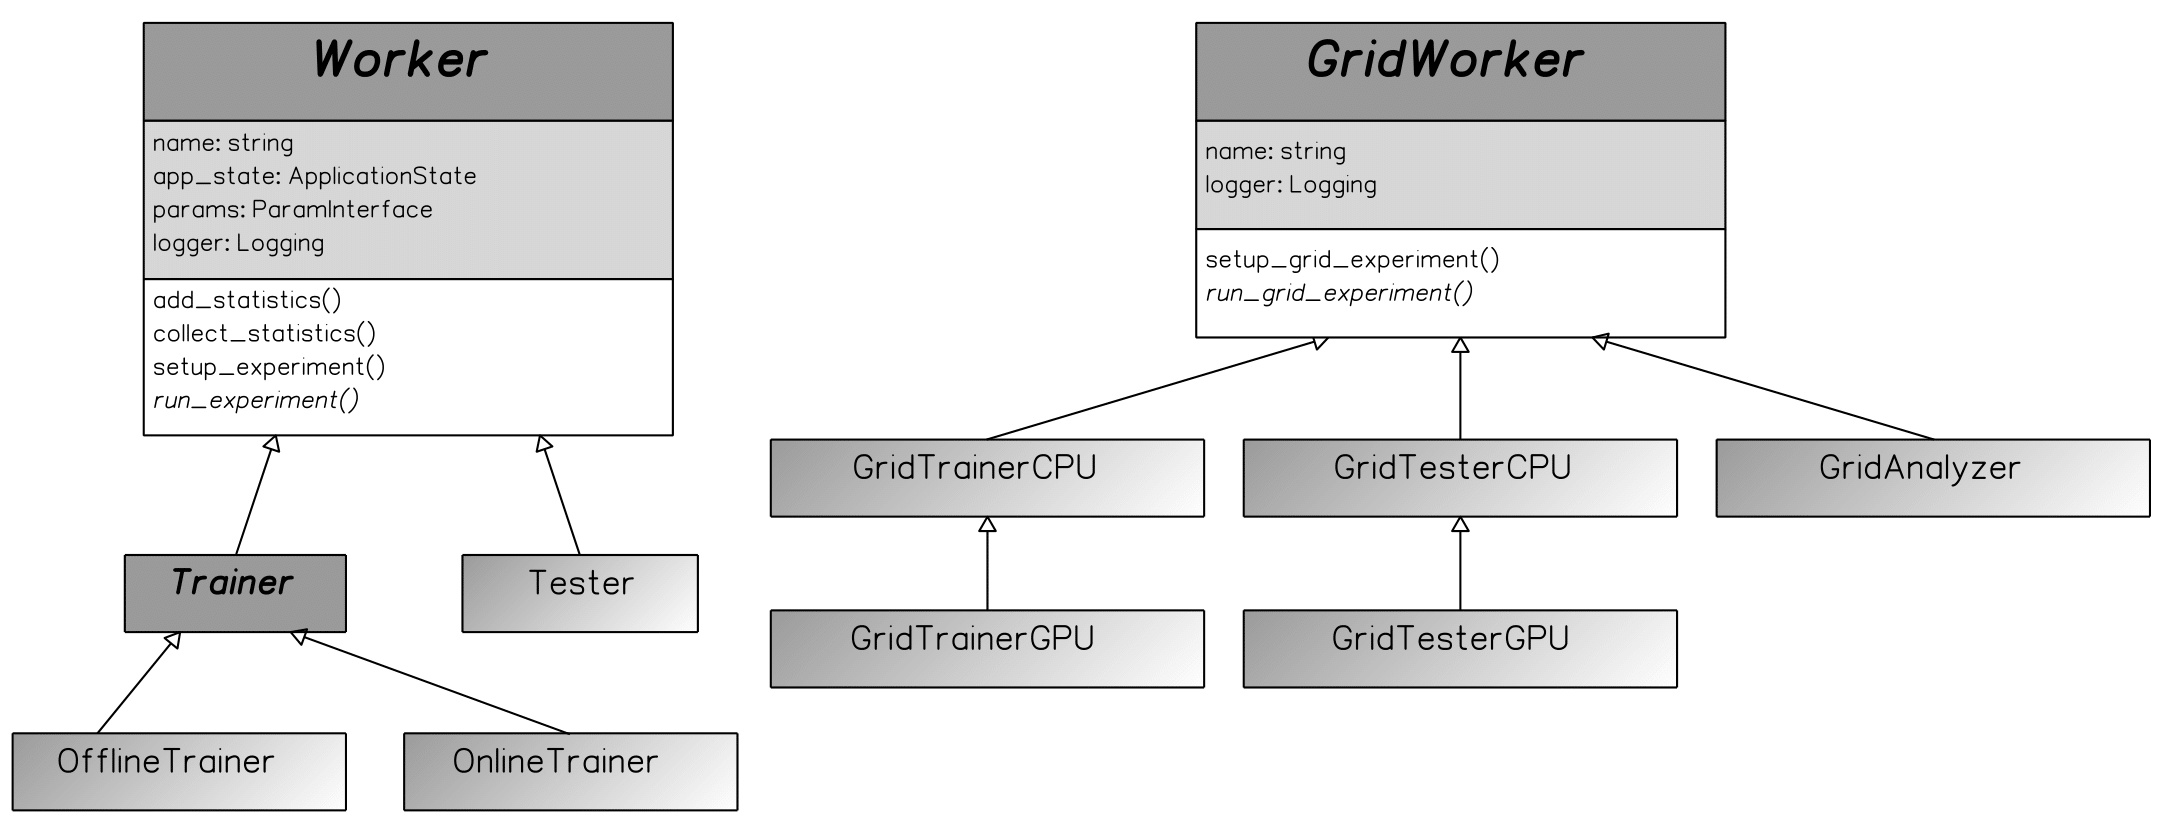 Worker
name: string
app_state: ApplicationState
params: ParamInterface
logger: Logging
add_statistics()
collect_statistics()
setup_experiment()
run_experiment()
Trainer
Tester
OfflineTrainer
OnlineTrainer
GridWorker
name: string
logger: Logging
setup_grid_experiment()
run_grid_experiment()
GridTrainerCPU
GridTesterCPU
GridAnalyzer
GridTrainerGPU
GridTesterGPU